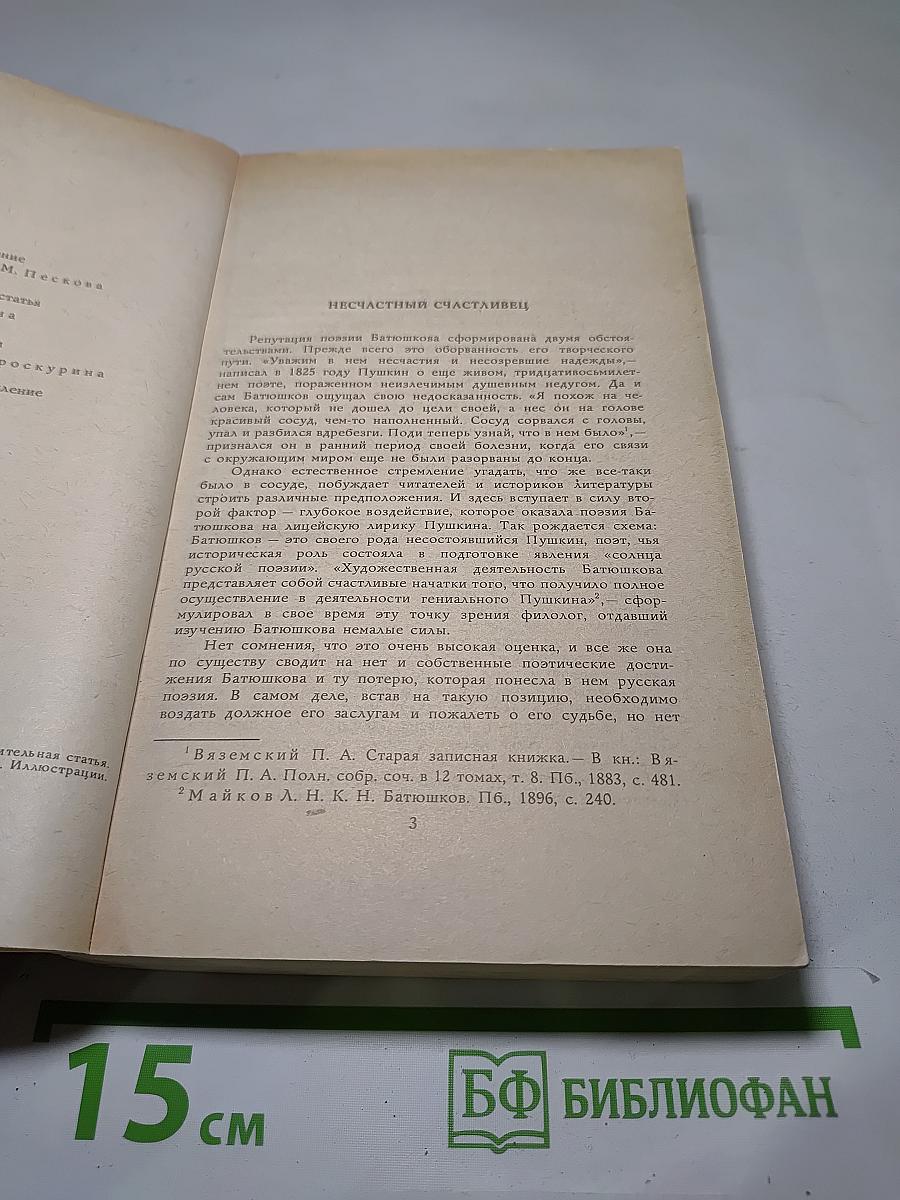 ние
М. Пескова
статья
на
и
роскурина
ление
ительная статья.
. Иллюстрации.
НЕСЧАСТНЫЙ СЧАСТЛИВЕЦ
Репутация поэзии Батюшкова сформирована двумя обстоя-
тельствами. Прежде всего это оборванность его творческого
пути. «Уважим в нем несчастия и несозревшие надежды»,—
написал в 1825 году Пушкин о еще живом, тридцативосьмилет-
нем поэте, пораженном неизлечимым душевным недугом. Да и
сам Батюшков ощущал свою недосказанность. «Я похож на че-
ловека, который не дошел до цели своей, а нес он на голове
красивый сосуд, чем-то наполненный. Сосуд сорвался с головы,
упал и разбился вдребезги. Поди теперь узнай, что в нем было»¹,—
признался он в ранний период своей болезни, когда его связи
с окружающим миром еще не были разорваны до конца.
Однако естественное стремление угадать, что же все-таки
было в сосуде, побуждает читателей и историков литературы
строить различные предположения. И здесь вступает в силу вто-
рой фактор — глубокое воздействие, которое оказала поэзия Ба-
тюшкова на лицейскую лирику Пушкина. Так рождается схема:
Батюшков — это своего рода несостоявшийся Пушкин, поэт, чья
историческая роль состояла в подготовке явления «солнца
русской поэзии». «Художественная деятельность Батюшкова
представляет собой счастливые начатки того, что получило полное
осуществление в деятельности гениального Пушкина»²,— сфор-
мулировал в свое время эту точку зрения филолог, отдавший
изучению Батюшкова немалые силы.
Нет сомнения, что это очень высокая оценка, и все же она
по существу сводит на нет и собственные поэтические дости-
жения Батюшкова и ту потерю, которая понесла в нем русская
поэзия. В самом деле, встав на такую позицию, необходимо
воздать должное его заслугам и пожалеть о его судьбе, но нет
¹ Вяземский П. А. Старая записная книжка.— В кн.: Вя-
земский П. А. Полн. собр. соч. в 12 томах, т. 8. Пб., 1883, с. 481.
² Майков Л. Н. К. Н. Батюшков. Пб., 1896, с. 240.
3
15 см
БФ БИБЛИОФАН